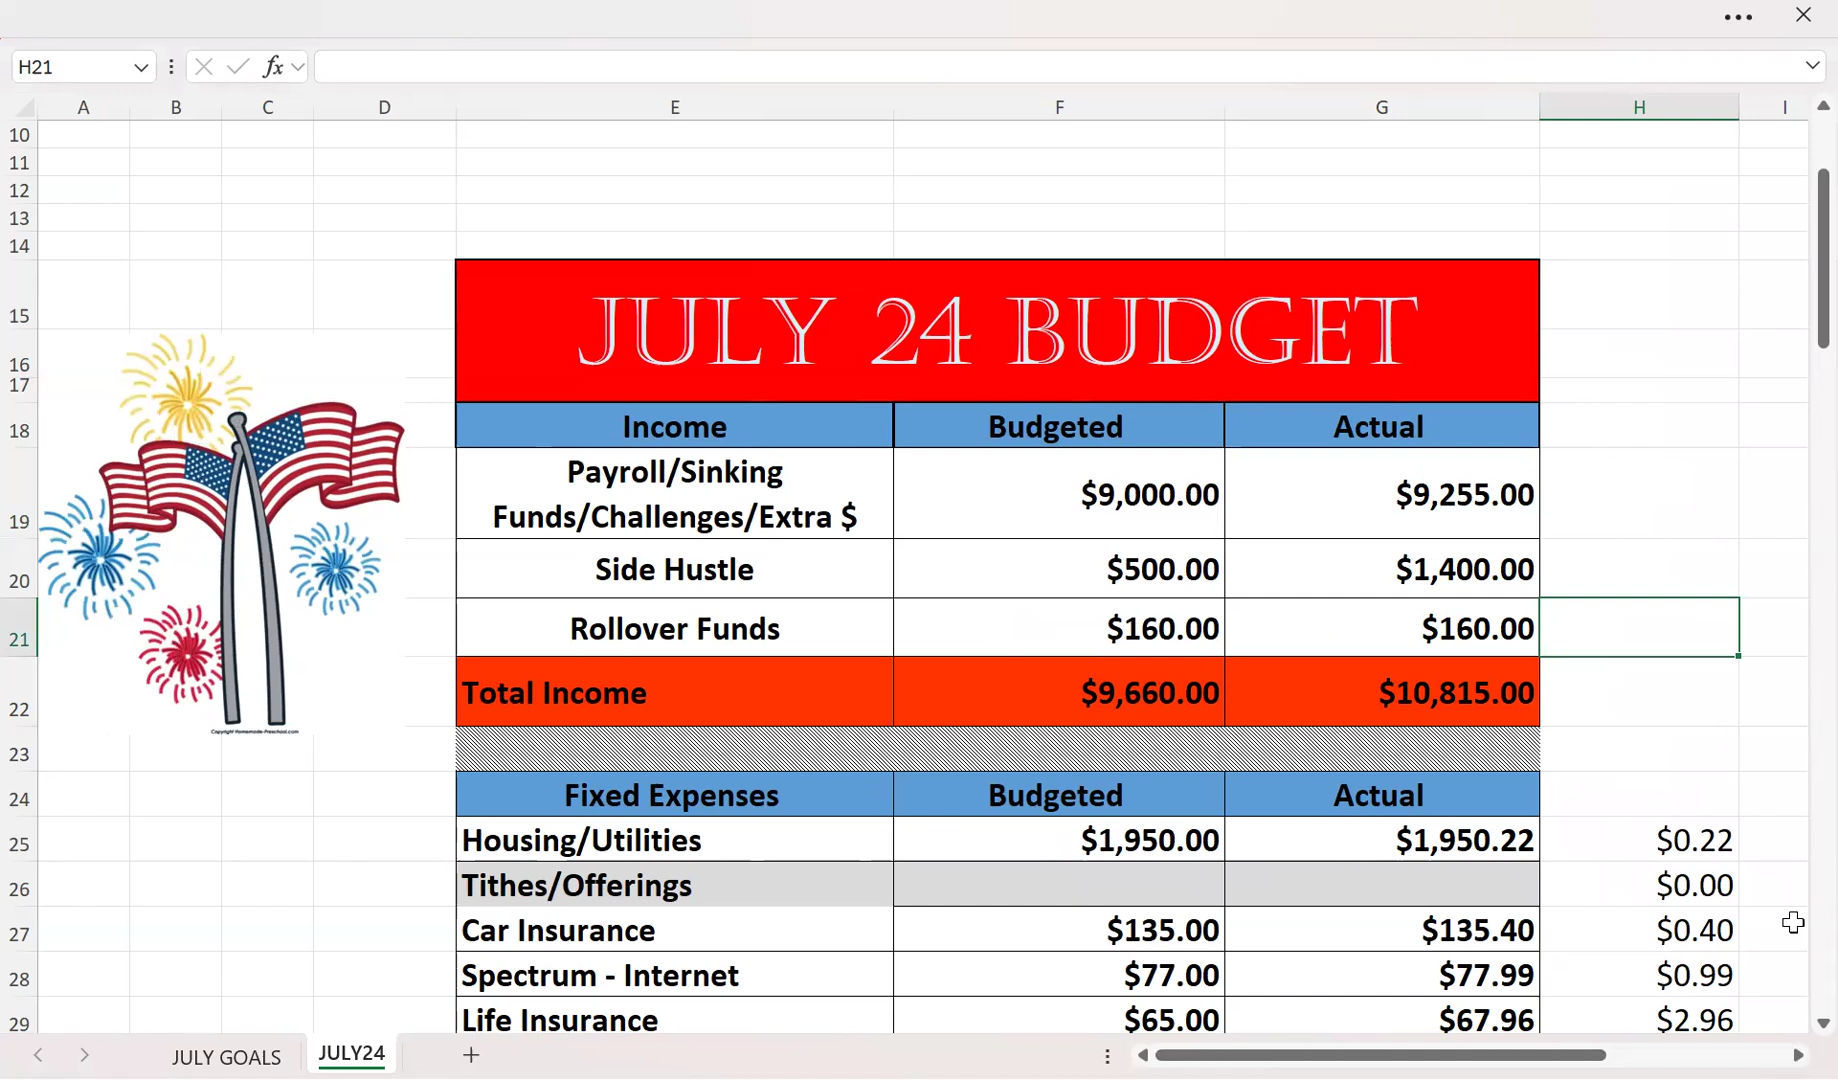 H21
fx
A B C D E F G H I
10
11
12
13
14
15 JULY 24 BUDGET
16
17
18 Income Budgeted Actual
Payroll/Sinking
19 Funds/Challenges/Extra $ $9,000.00 $9,255.00
20 Side Hustle $500.00 $1,400.00
21 Rollover Funds $160.00 $160.00
22 Total Income $9,660.00 $10,815.00
Copyright Homemade-Preschool.com
23
24 Fixed Expenses Budgeted Actual
25 Housing/Utilities $1,950.00 $1,950.22 $0.22
26 Tithes/Offerings $0.00
27 Car Insurance $135.00 $135.40 $0.40
28 Spectrum - Internet $77.00 $77.99 $0.99
29 Life Insurance $65.00 $67.96 $2.96
JULY GOALS JULY24